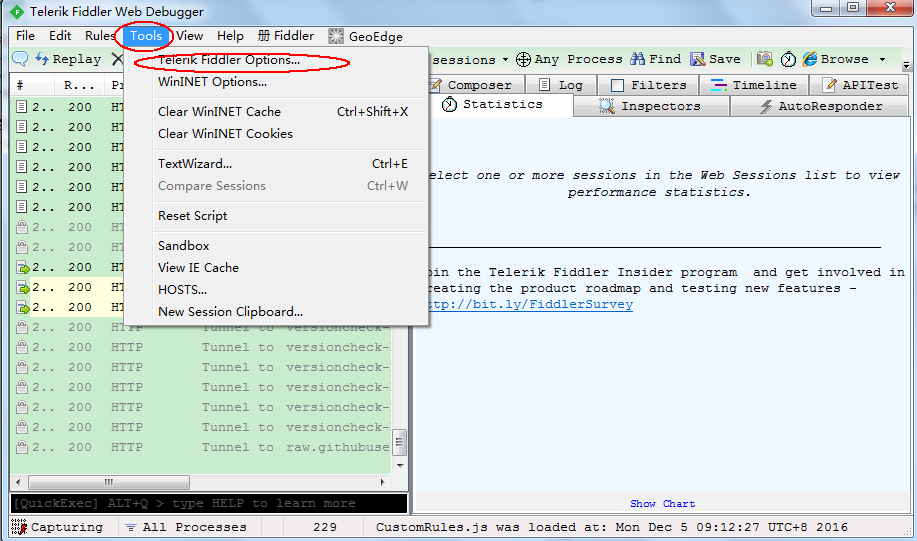 Telerik Fiddler Web Debugger
File Edit Rules Tools View Help 册 Fiddler GeoEdge
Replay sessions Any Process Find Save Browse
# R...
Composer Log Filters Timeline APITest
Statistics Inspectors AutoResponder
Telerik Fiddler Options...
WinINET Options...
Clear WinINET Cache Ctrl+Shift+X
Clear WinINET Cookies
TextWizard... Ctrl+E
Compare Sessions Ctrl+W
Reset Script
Sandbox
View IE Cache
HOSTS...
New Session Clipboard...
2.. 200 HT
2.. 200 HT
2.. 200 HT
2.. 200 HT
2.. 200 HT
2.. 200 HT
2.. 200 HT
2.. 200 HT
2.. 200 HT
2.. 200 HT
2.. 200 HT
2.. 200 HTTP Tunnel to versioncheck-
2.. 200 HTTP Tunnel to versioncheck-
2.. 200 HTTP Tunnel to versioncheck-
2.. 200 HTTP Tunnel to versioncheck-
2.. 200 HTTP Tunnel to versioncheck-
2.. 200 HTTP Tunnel to versioncheck-
2.. 200 HTTP Tunnel to raw.githubuse
elect one or more sessions in the Web Sessions list to view
performance statistics.
oin the Telerik Fiddler Insider program and get involved in
reating the product roadmap and testing new features -
ttp://bit.ly/FiddlerSurvey
Show Chart
[QuickExec] ALT+Q > type HELP to learn more
Capturing All Processes 229 CustomRules.js was loaded at: Mon Dec 5 09:12:27 UTC+8 2016